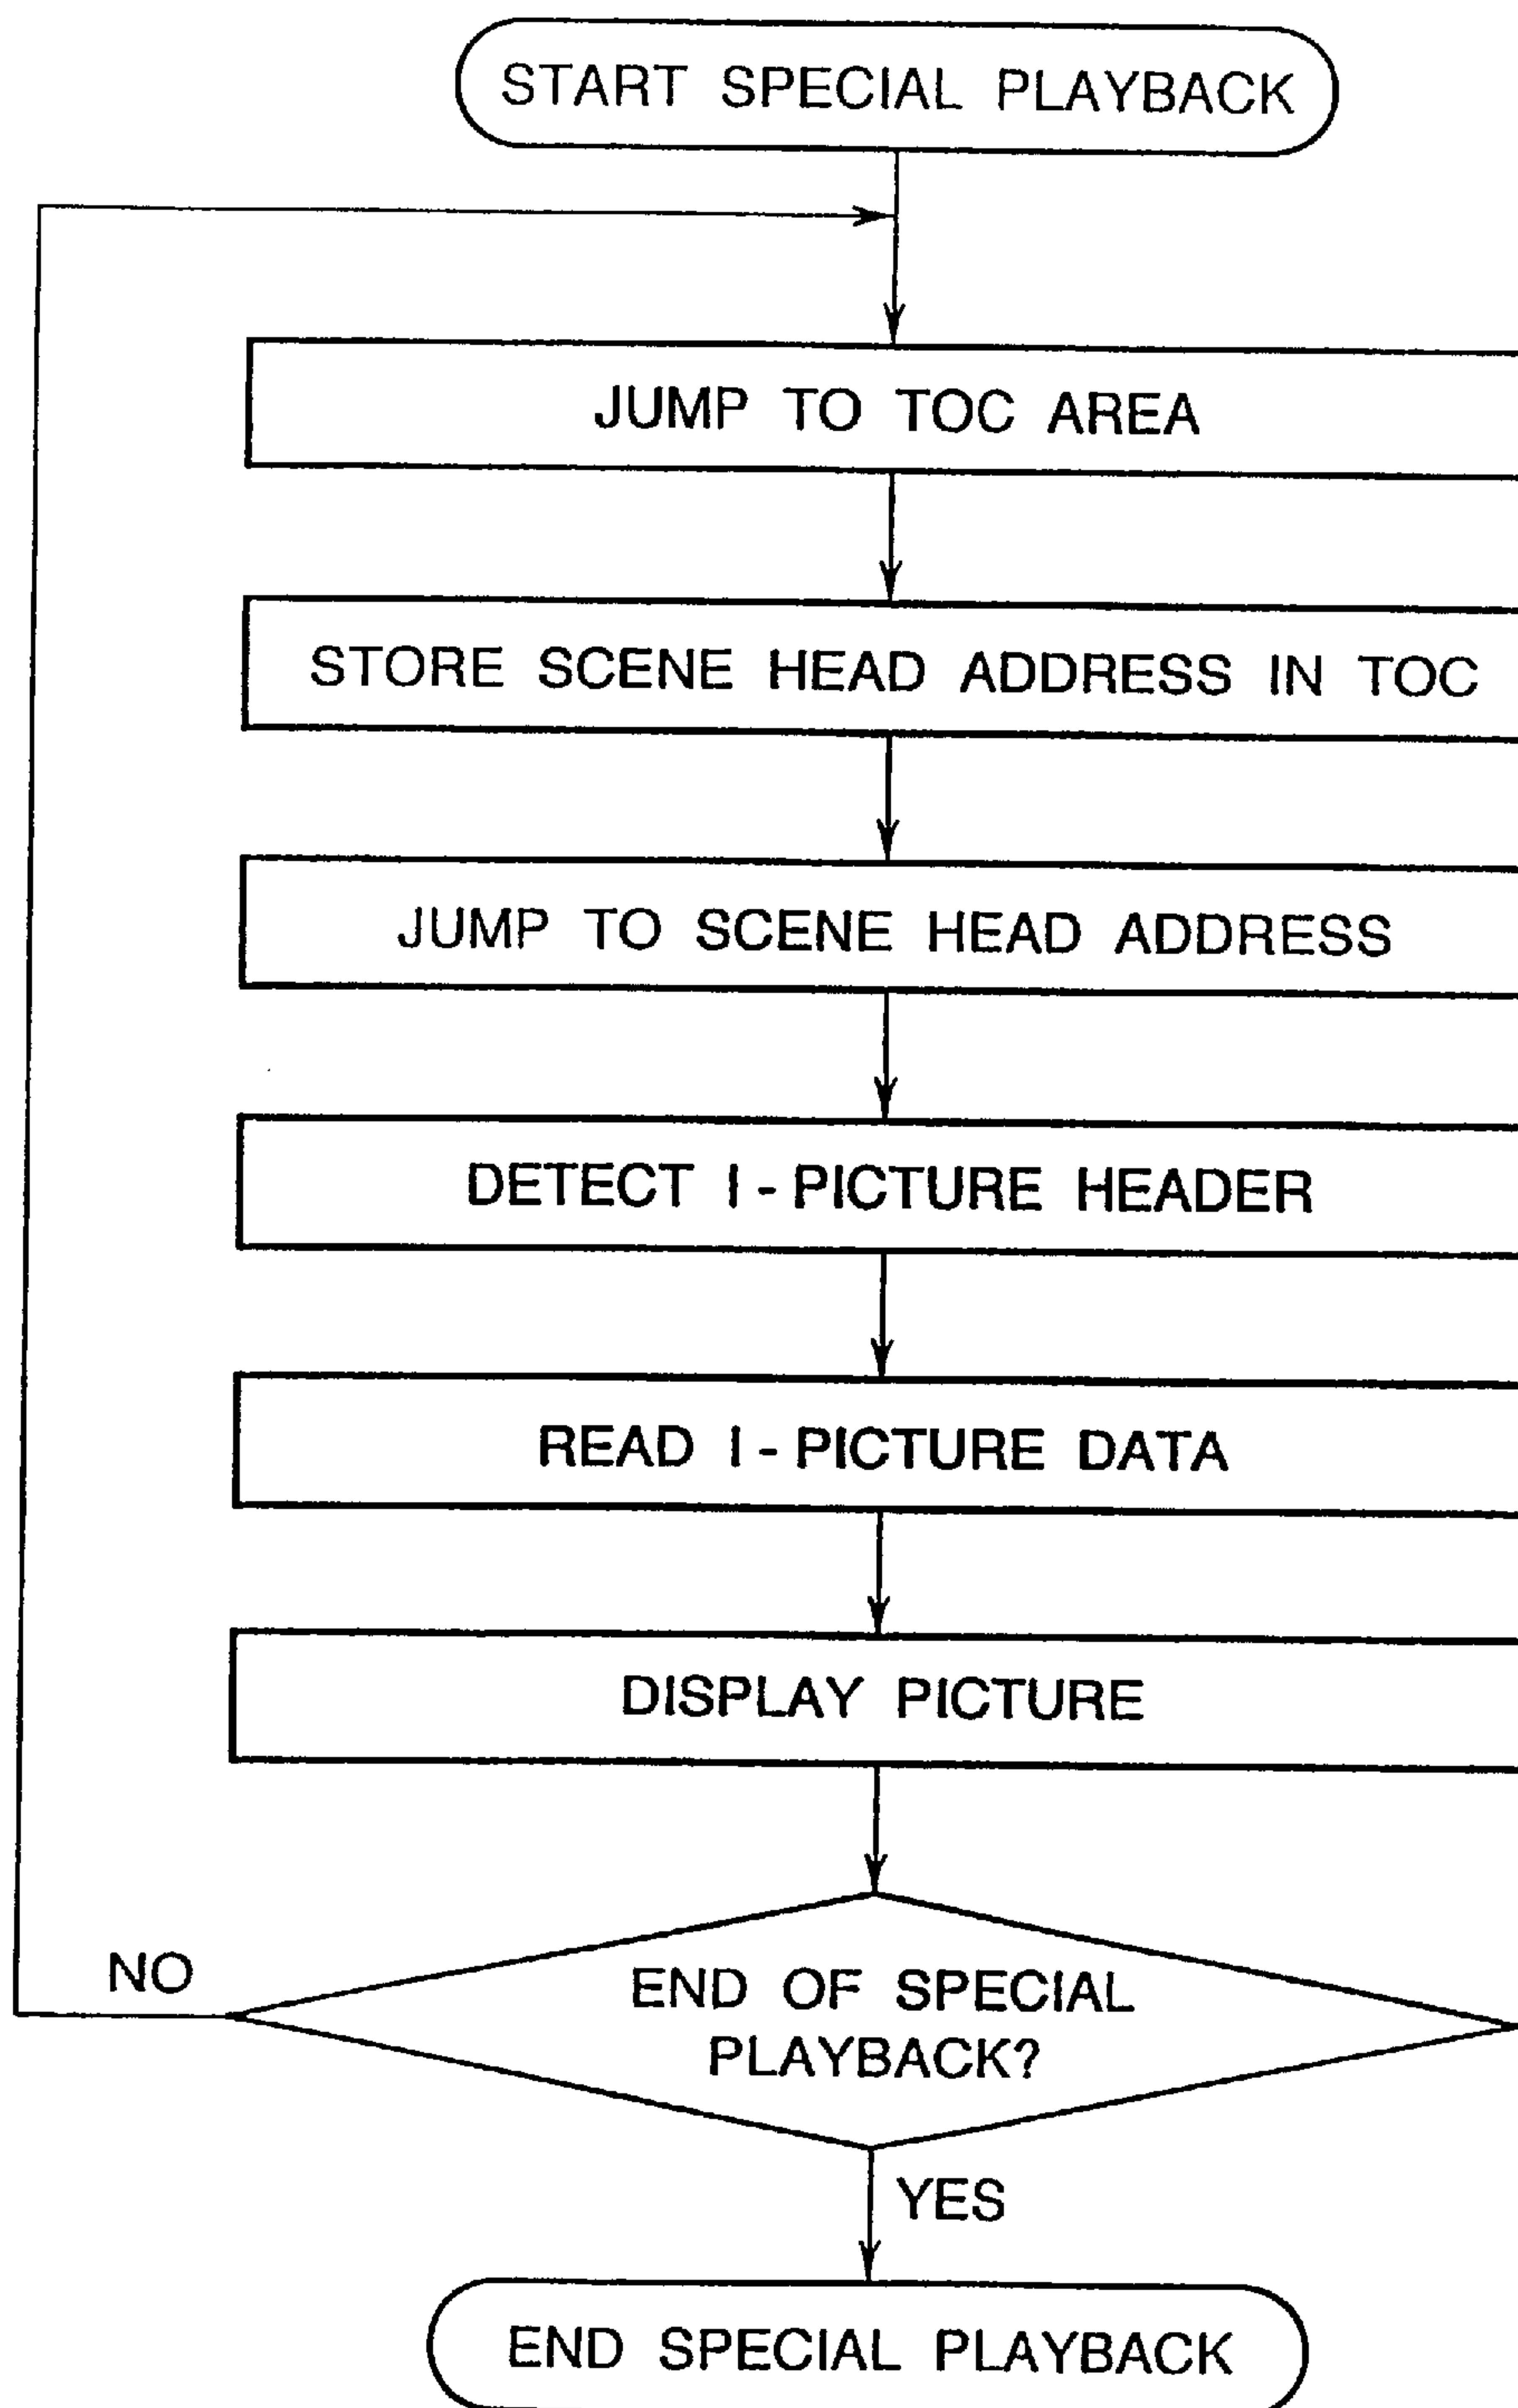 START SPECIAL PLAYBACK
JUMP TO TOC AREA
STORE SCENE HEAD ADDRESS IN TOC
JUMP TO SCENE HEAD ADDRESS
DETECT I - PICTURE HEADER
READ I - PICTURE DATA
DISPLAY PICTURE
END OF SPECIAL
PLAYBACK?
NO
YES
END SPECIAL PLAYBACK